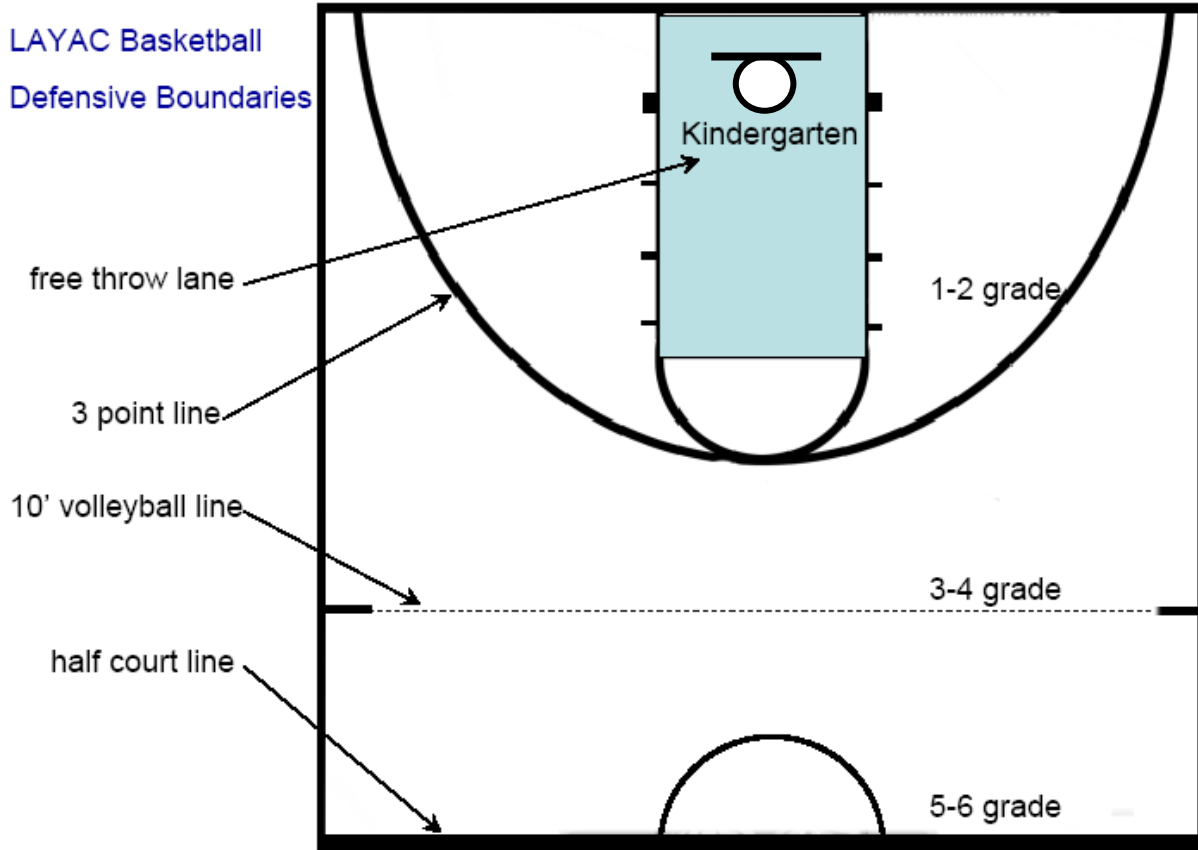 LAYAC Basketball
Defensive Boundaries
Kindergarten
free throw lane
1-2 grade
3 point line
10’ volleyball line
3-4 grade
half court line
5-6 grade